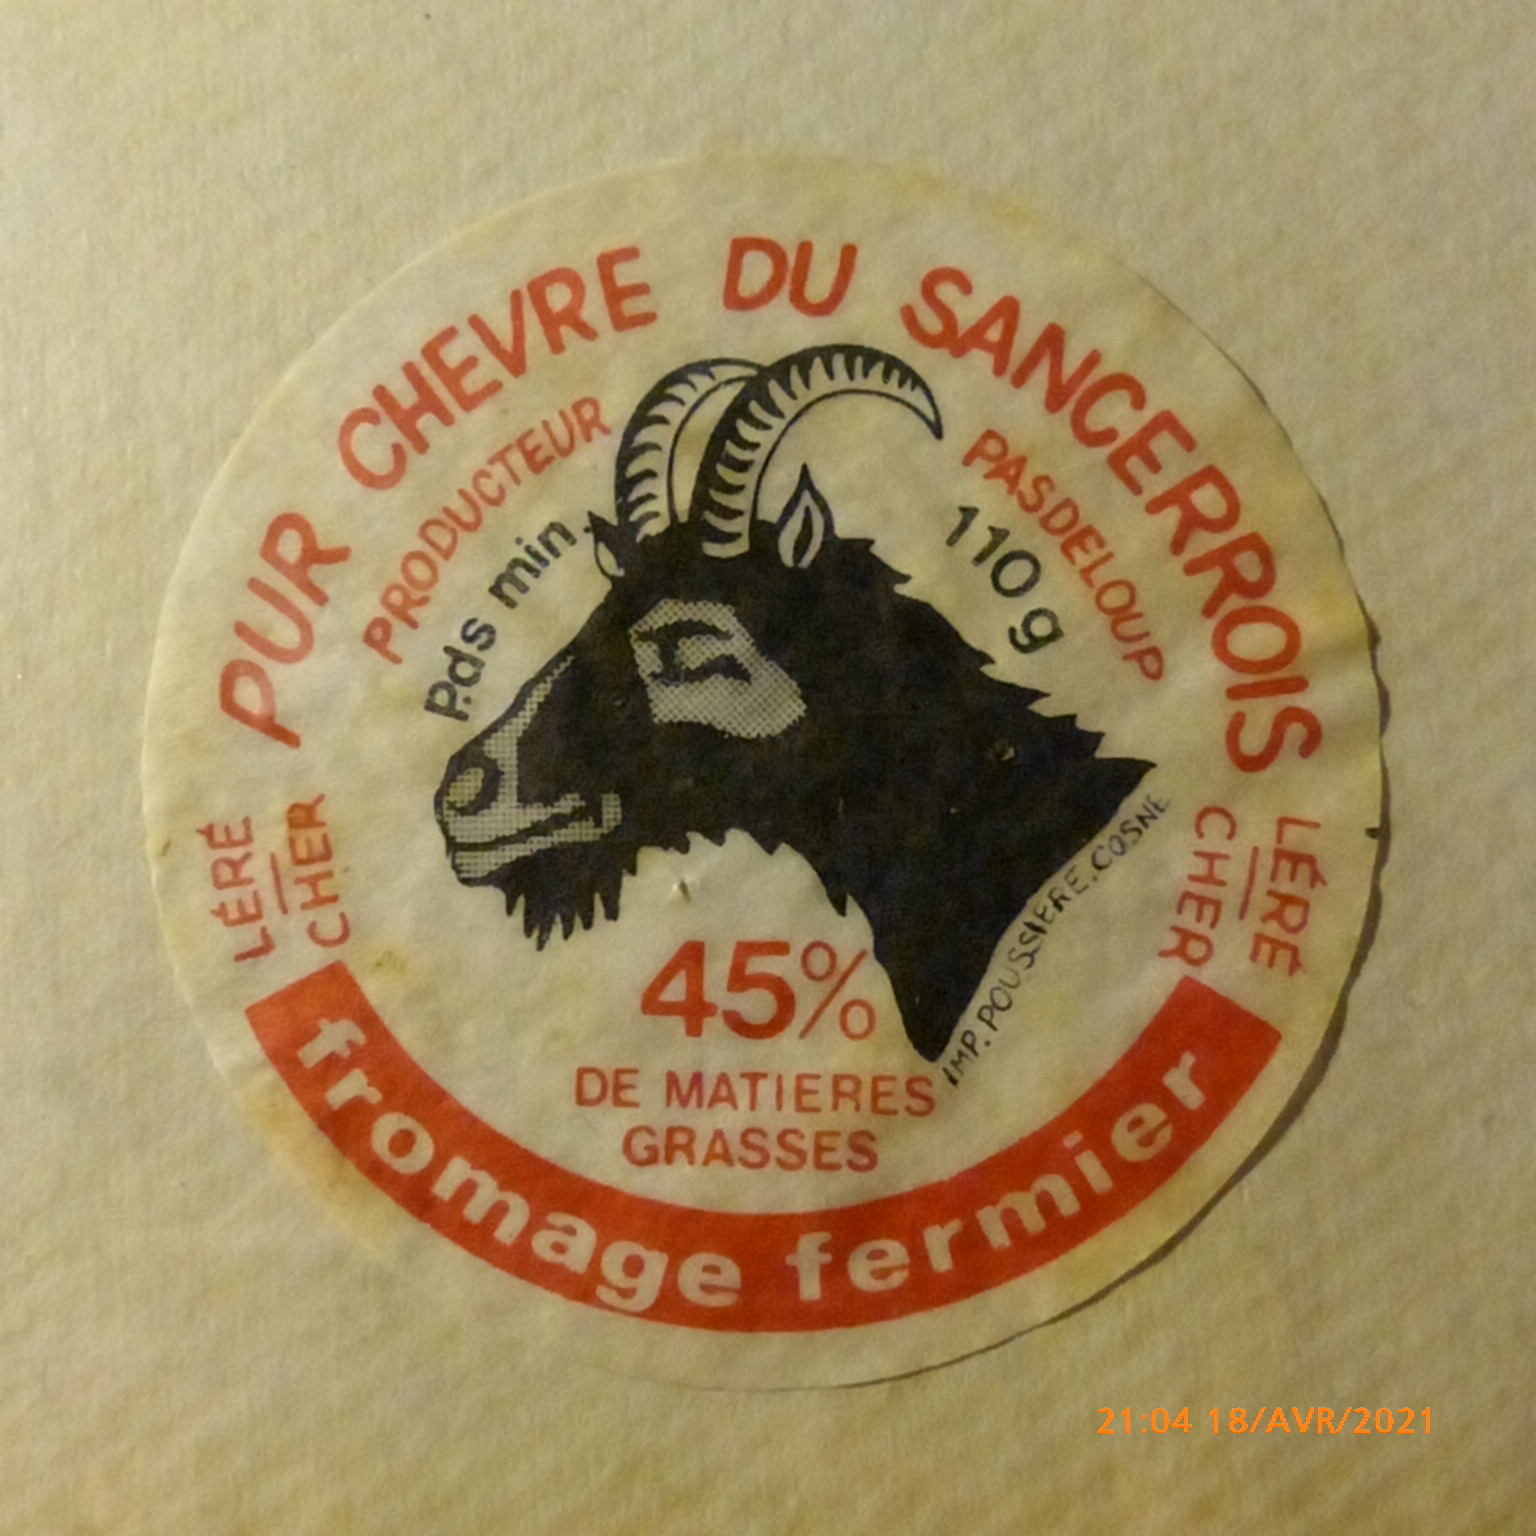 PUR CHEVRE DU SANCERROIS
PRODUCTEUR PASDELOUP
P.ds min. 110 g
LÉRÉ
CHER
LÉRÉ
CHER
IMP. POUSSIERE. COSNE
45%
DE MATIERES
GRASSES
fromage fermier
21:04 18/AVR/2021